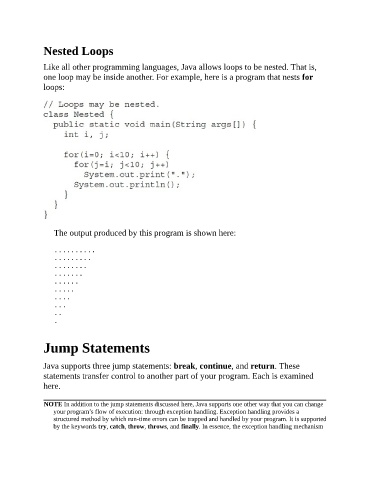 Nested Loops
Like all other programming languages, Java allows loops to be nested. That is,
one loop may be inside another. For example, here is a program that nests for
loops:
// Loops may be nested.
class Nested {
  public static void main(String args[]) {
    int i, j;

    for(i=0; i<10; i++) {
      for(j=i; j<10; j++)
        System.out.print(".");
      System.out.println();
    }
  }
}
The output produced by this program is shown here:
..........
.........
........
.......
......
.....
....
...
..
.
Jump Statements
Java supports three jump statements: break, continue, and return. These
statements transfer control to another part of your program. Each is examined
here.
NOTE In addition to the jump statements discussed here, Java supports one other way that you can change
your program's flow of execution: through exception handling. Exception handling provides a
structured method by which run-time errors can be trapped and handled by your program. It is supported
by the keywords try, catch, throw, throws, and finally. In essence, the exception handling mechanism